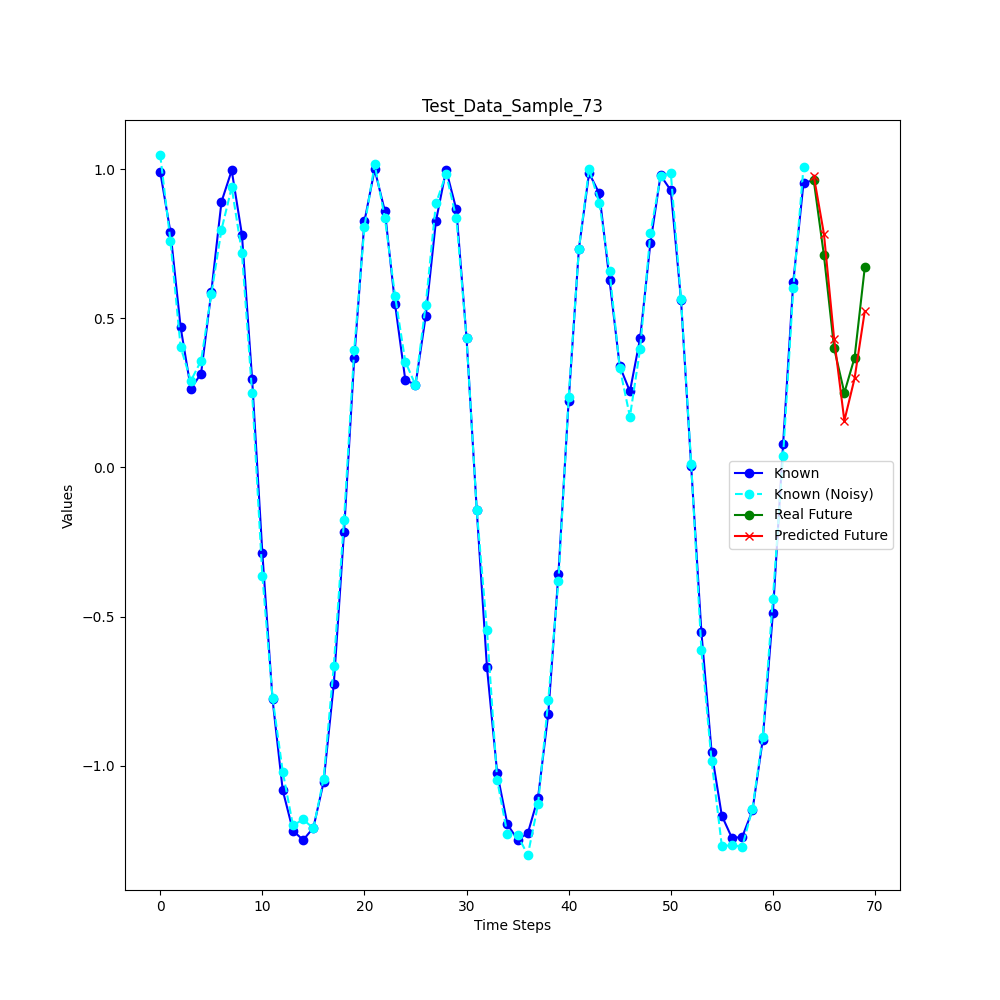 Test_Data_Sample_73
1.0
0.5
0.0
−0.5
−1.0
Values
0 10 20 30 40 50 60 70
Time Steps
Known
Known (Noisy)
Real Future
Predicted Future